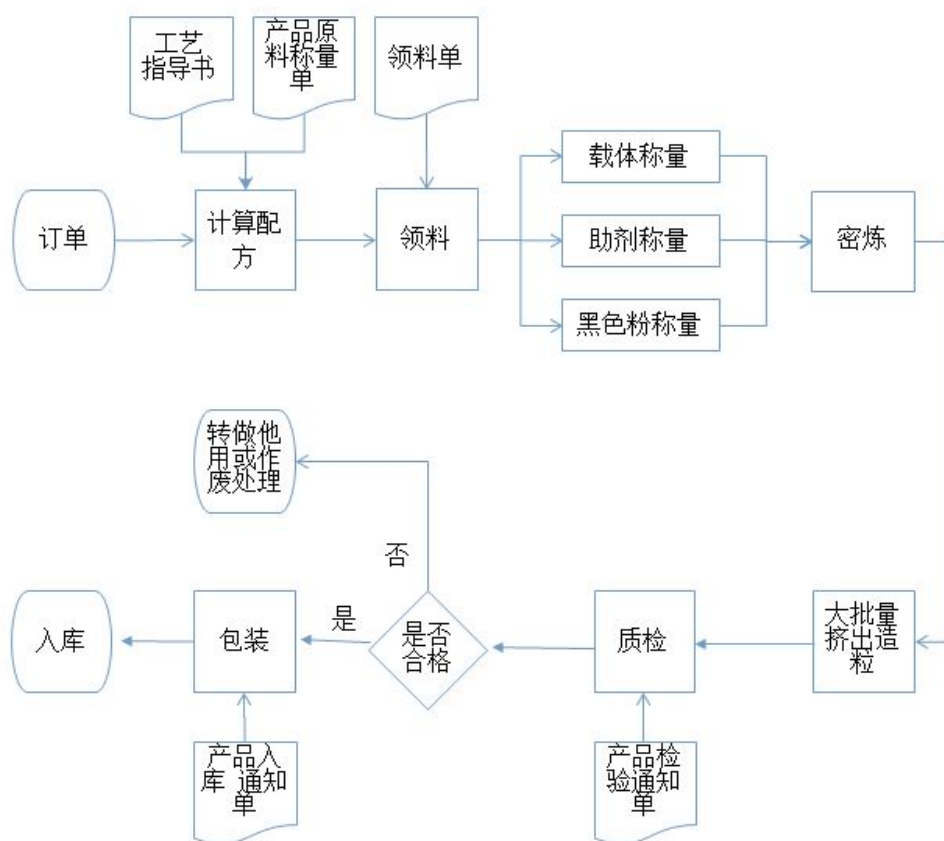 工艺
指导书
产品原
料称量
单
领料单
载体称量
订单
计算配
方
领料
助剂称量
密炼
黑色粉称量
转做他
用或作
废处理
否
是
入库
包装
是否
合格
质检
大批量
挤出造
粒
产品入
库 通知
单
产品检
验通知
单